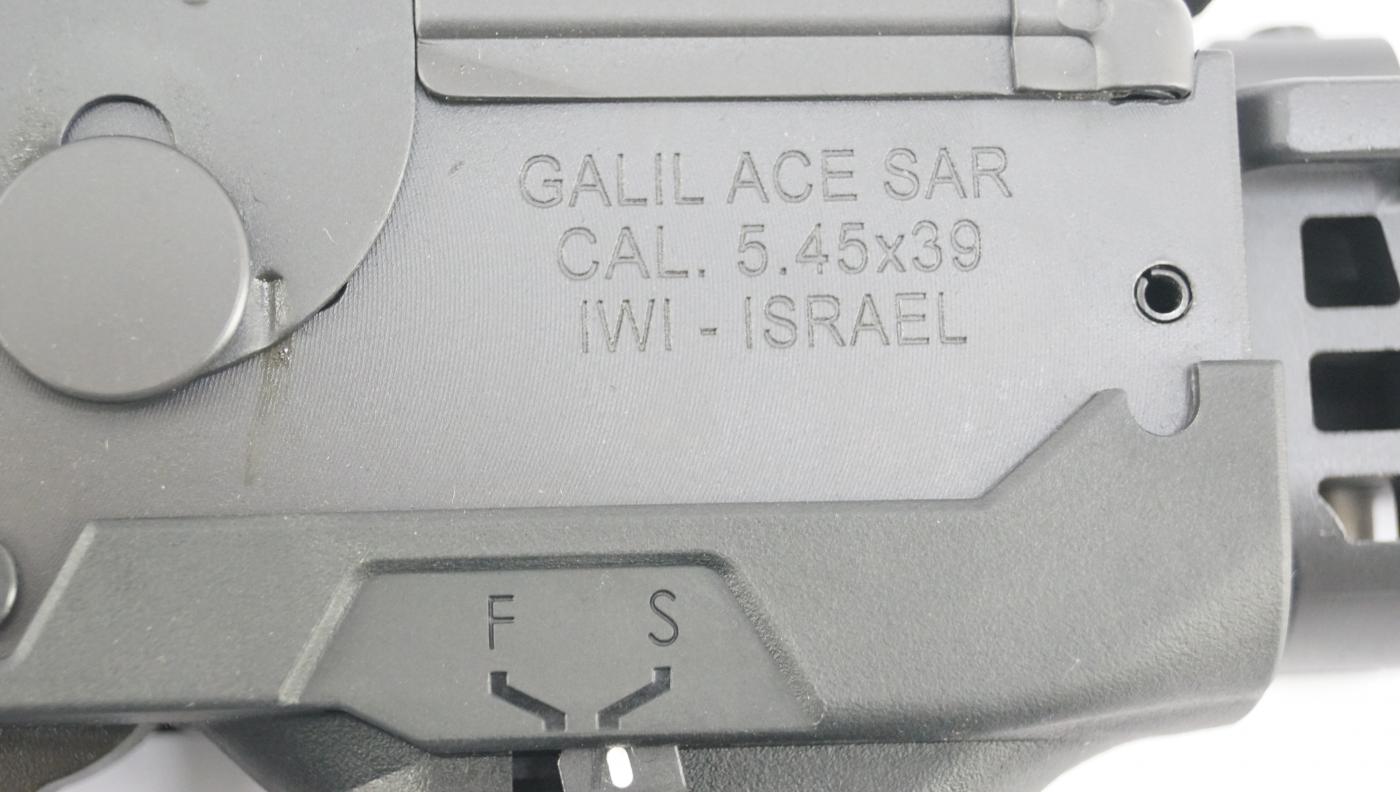 GALIL ACE SAR
CAL. 5.45x39
IWI - ISRAEL
F S